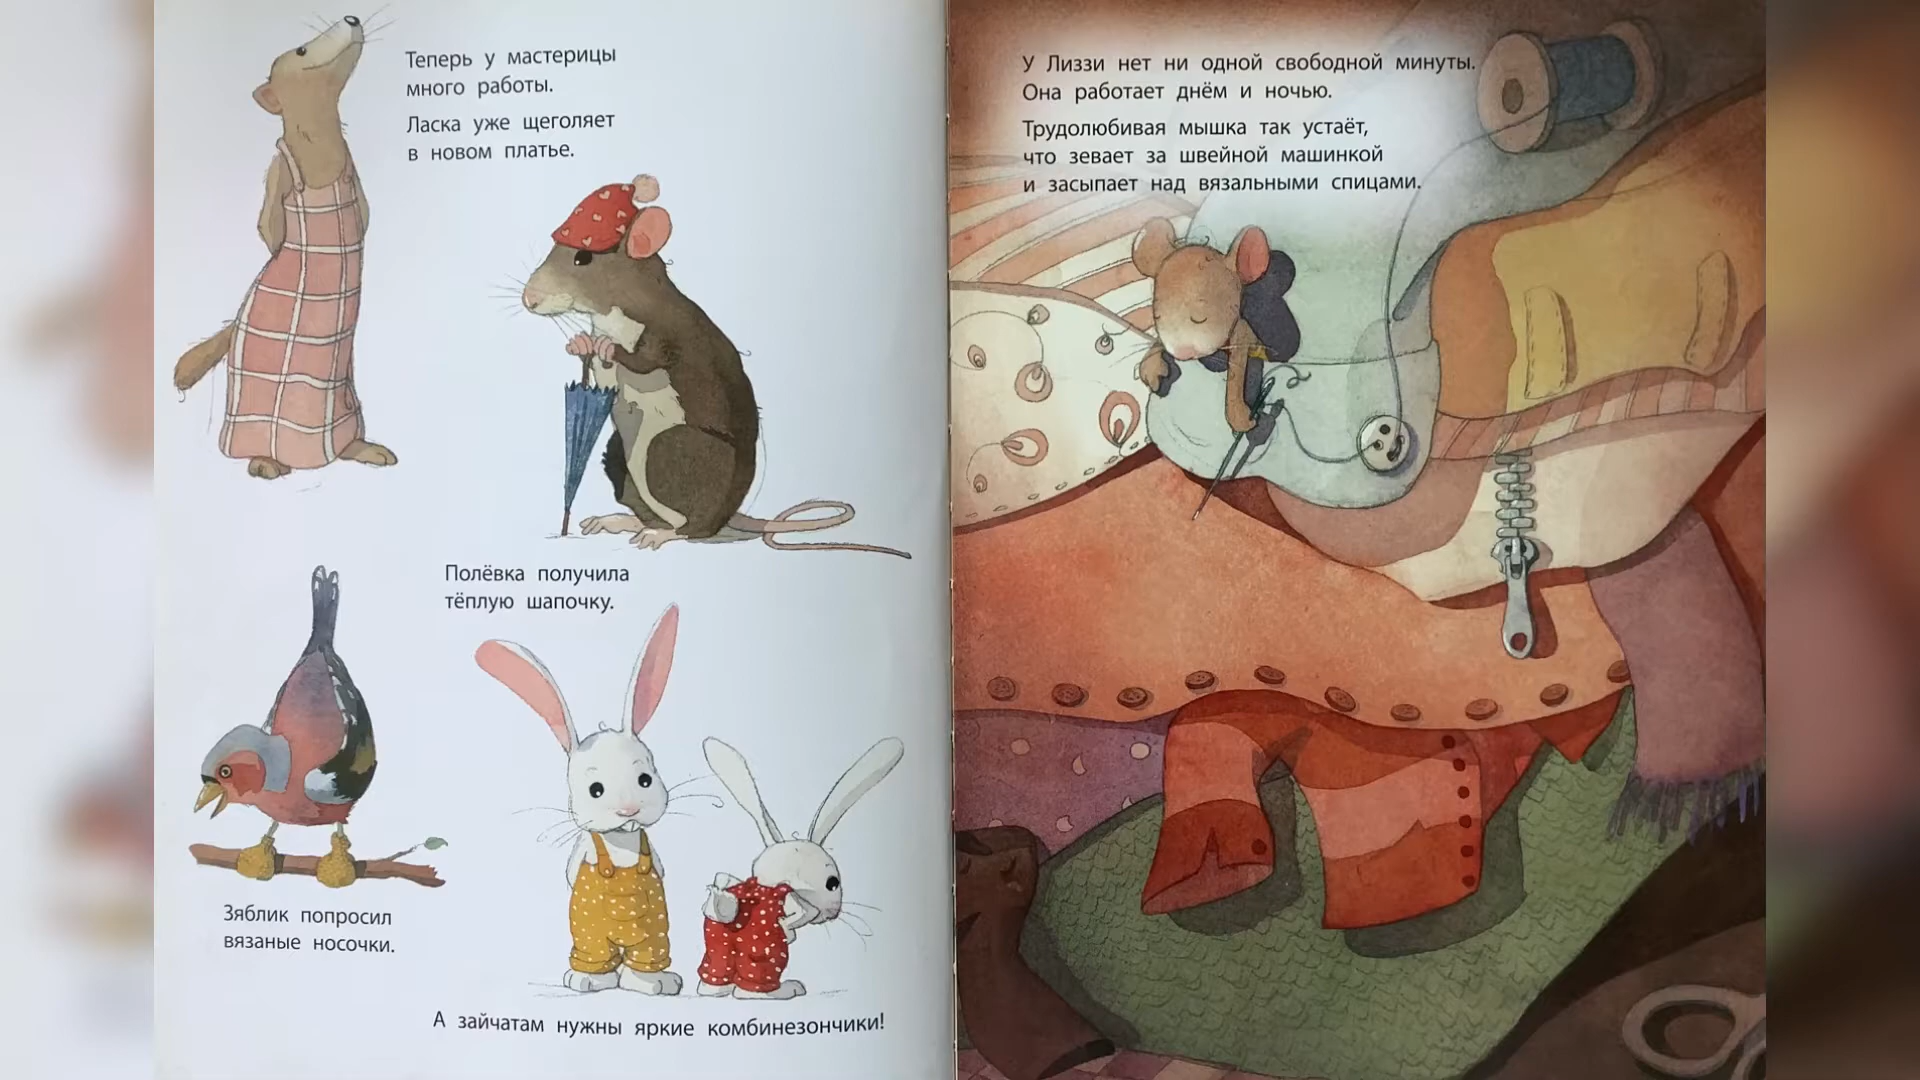 Теперь у мастерицы
много работы.
Ласка уже щеголяет
в новом платье.
Полёвка получила
тёплую шапочку.
Зяблик попросил
вязаные носочки.
А зайчатам нужны яркие комбинезончики!
У Лиззи нет ни одной свободной минуты.
Она работает днём и ночью.
Трудолюбивая мышка так устаёт,
что зевает за швейной машинкой
и засыпает над вязальными спицами.